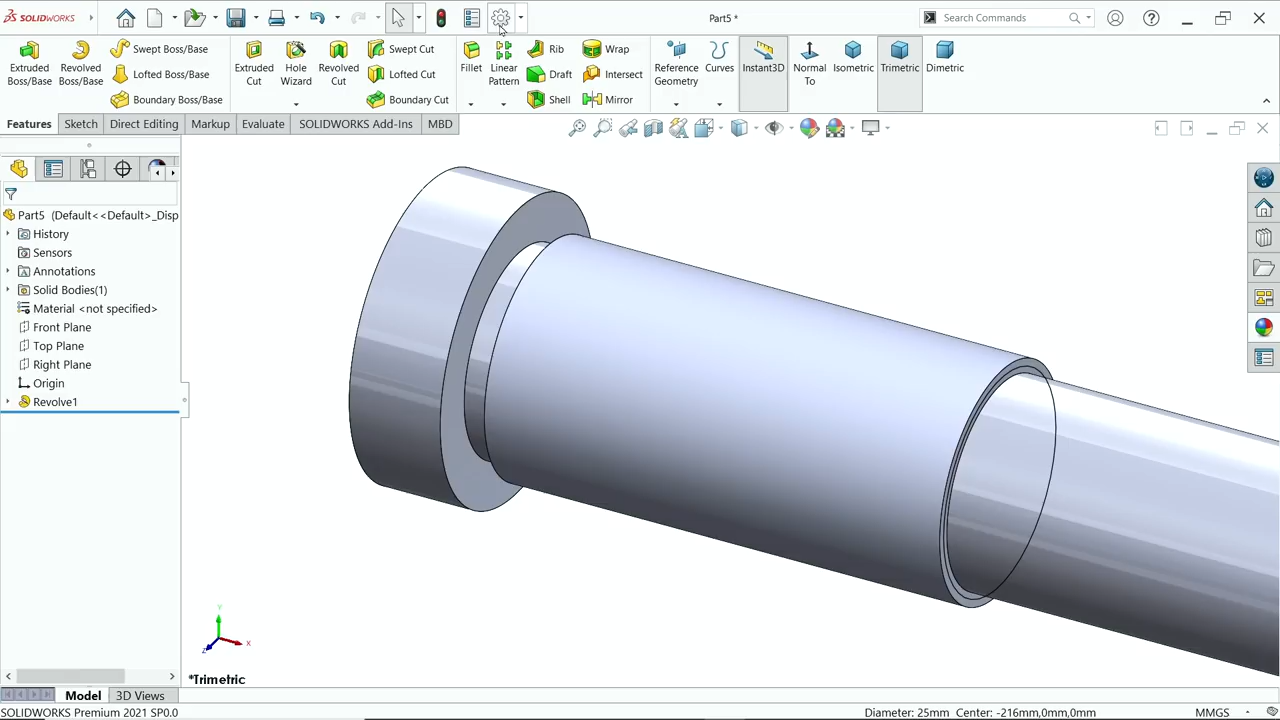 SOLIDWORKS
Part5 *
Search Commands
Extruded Boss/Base
Revolved Boss/Base
Swept Boss/Base
Lofted Boss/Base
Boundary Boss/Base
Extruded Cut
Hole Wizard
Revolved Cut
Swept Cut
Lofted Cut
Boundary Cut
Fillet
Linear Pattern
Rib
Draft
Shell
Wrap
Intersect
Mirror
Reference Geometry
Curves
Instant3D
Normal To
Isometric
Trimetric
Dimetric
Features
Sketch
Direct Editing
Markup
Evaluate
SOLIDWORKS Add-Ins
MBD
Part5 (Default<<Default>_Disp
History
Sensors
Annotations
Solid Bodies(1)
Material <not specified>
Front Plane
Top Plane
Right Plane
Origin
Revolve1
Y
X
Z
*Trimetric
Model
3D Views
SOLIDWORKS Premium 2021 SP0.0
Diameter: 25mm Center: -216mm,0mm,0mm
MMGS